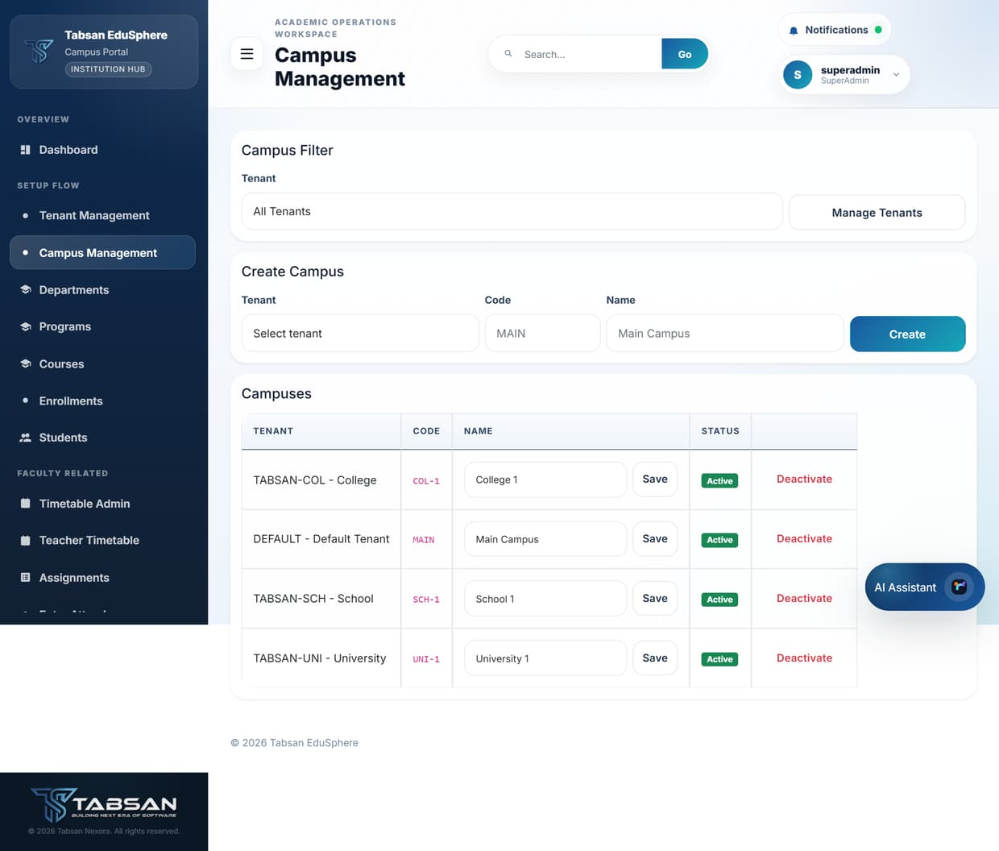 Tabsan EduSphere
Campus Portal
INSTITUTION HUB
OVERVIEW
Dashboard
SETUP FLOW
Tenant Management
Campus Management
Departments
Programs
Courses
Enrollments
Students
FACULTY RELATED
Timetable Admin
Teacher Timetable
Assignments
TABSAN
BUILDING NEXT ERA OF SOFTWARE
© 2026 Tabsan Nexora. All rights reserved.
ACADEMIC OPERATIONS
WORKSPACE
Campus
Management
Search...
Go
Notifications
S
superadmin
SuperAdmin
Campus Filter
Tenant
All Tenants
Manage Tenants
Create Campus
Tenant
Code
Name
Select tenant
MAIN
Main Campus
Create
Campuses
TENANT
CODE
NAME
STATUS
TABSAN-COL - College
COL-1
College 1
Save
Active
Deactivate
DEFAULT - Default Tenant
MAIN
Main Campus
Save
Active
Deactivate
TABSAN-SCH - School
SCH-1
School 1
Save
Active
Deactivate
TABSAN-UNI - University
UNI-1
University 1
Save
Active
Deactivate
AI Assistant
© 2026 Tabsan EduSphere